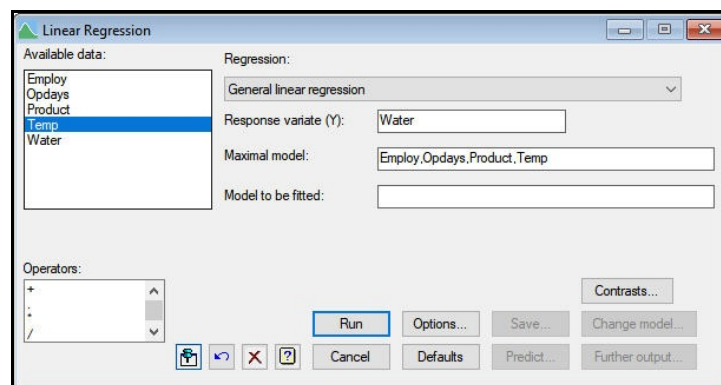 Linear Regression
Available data:
Employ
Opdays
Product
Temp
Water
Regression:
General linear regression
Response variate (Y):
Water
Maximal model:
Employ,Opdays,Product,Temp
Model to be fitted:
Operators:
+
.
/
Contrasts...
Run
Options...
Save...
Change model...
Cancel
Defaults
Predict...
Further output...